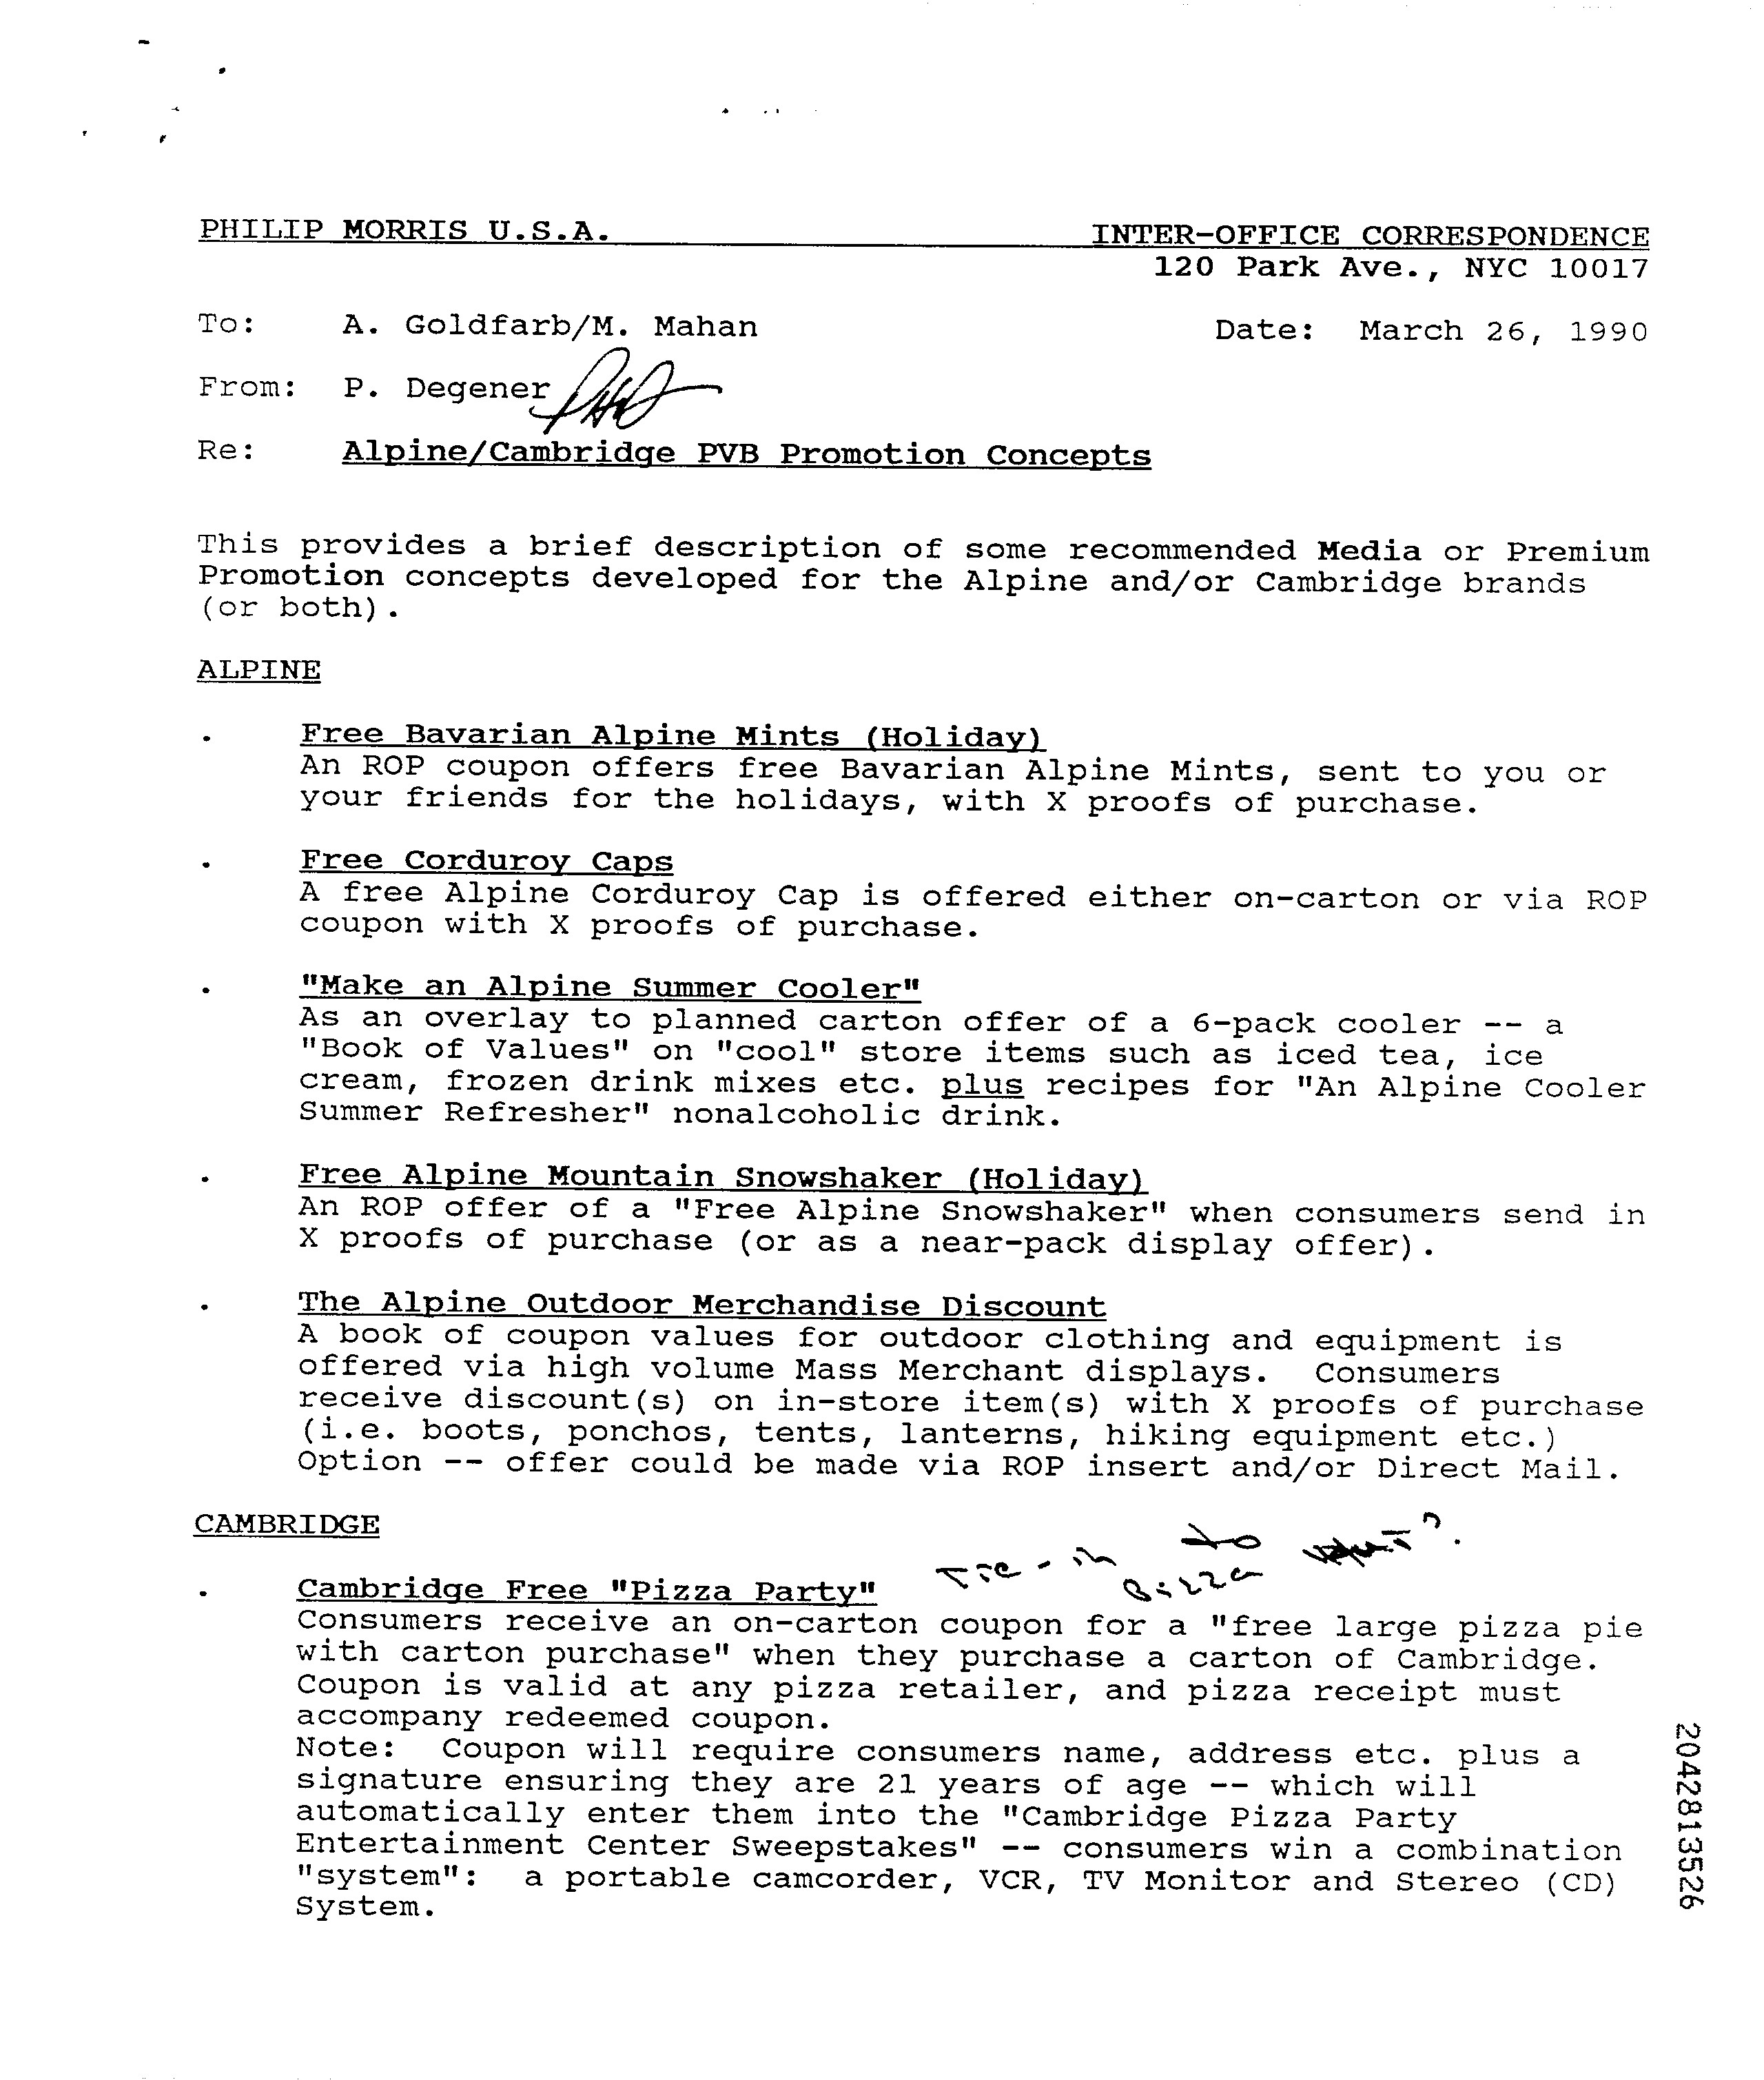 PHILIP MORRIS U.S.A. INTER-OFFICE CORRESPONDENCE
120 Park Ave., NYC 10017
To: A. Goldfarb/M. Mahan Date: March 26, 1990
From: P. Degener
Re: Alpine/Cambridge PVB Promotion Concepts
This provides a brief description of some recommended Media or Premium
Promotion concepts developed for the Alpine and/or Cambridge brands
(or both).
ALPINE
. Free Bavarian Alpine Mints (Holiday)
An ROP coupon offers free Bavarian Alpine Mints, sent to you or
your friends for the holidays, with X proofs of purchase.
. Free Corduroy Caps
A free Alpine Corduroy Cap is offered either on-carton or via ROP
coupon with X proofs of purchase.
. "Make an Alpine Summer Cooler"
As an overlay to planned carton offer of a 6-pack cooler -- a
"Book of Values" on "cool" store items such as iced tea, ice
cream, frozen drink mixes etc. plus recipes for "An Alpine Cooler
Summer Refresher" nonalcoholic drink.
. Free Alpine Mountain Snowshaker (Holiday)
An ROP offer of a "Free Alpine Snowshaker" when consumers send in
X proofs of purchase (or as a near-pack display offer).
. The Alpine Outdoor Merchandise Discount
A book of coupon values for outdoor clothing and equipment is
offered via high volume Mass Merchant displays. Consumers
receive discount(s) on in-store item(s) with X proofs of purchase
(i.e. boots, ponchos, tents, lanterns, hiking equipment etc.)
Option -- offer could be made via ROP insert and/or Direct Mail.
CAMBRIDGE
Tie-in to
Pizza
. Cambridge Free "Pizza Party"
Consumers receive an on-carton coupon for a "free large pizza pie
with carton purchase" when they purchase a carton of Cambridge.
Coupon is valid at any pizza retailer, and pizza receipt must
accompany redeemed coupon.
Note: Coupon will require consumers name, address etc. plus a
signature ensuring they are 21 years of age -- which will
automatically enter them into the "Cambridge Pizza Party
Entertainment Center Sweepstakes" -- consumers win a combination
"system": a portable camcorder, VCR, TV Monitor and Stereo (CD)
System.
2042813526